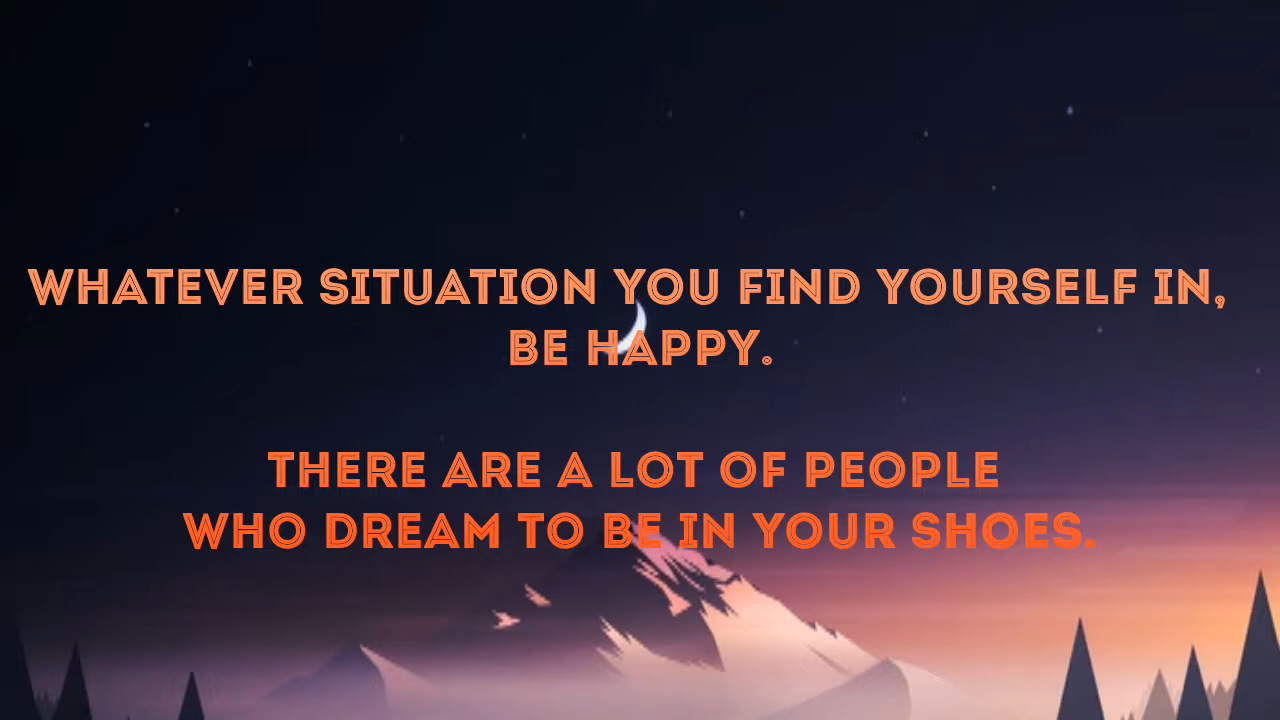 WHATEVER SITUATION YOU FIND YOURSELF IN,
BE HAPPY.
THERE ARE A LOT OF PEOPLE
WHO DREAM TO BE IN YOUR SHOES.